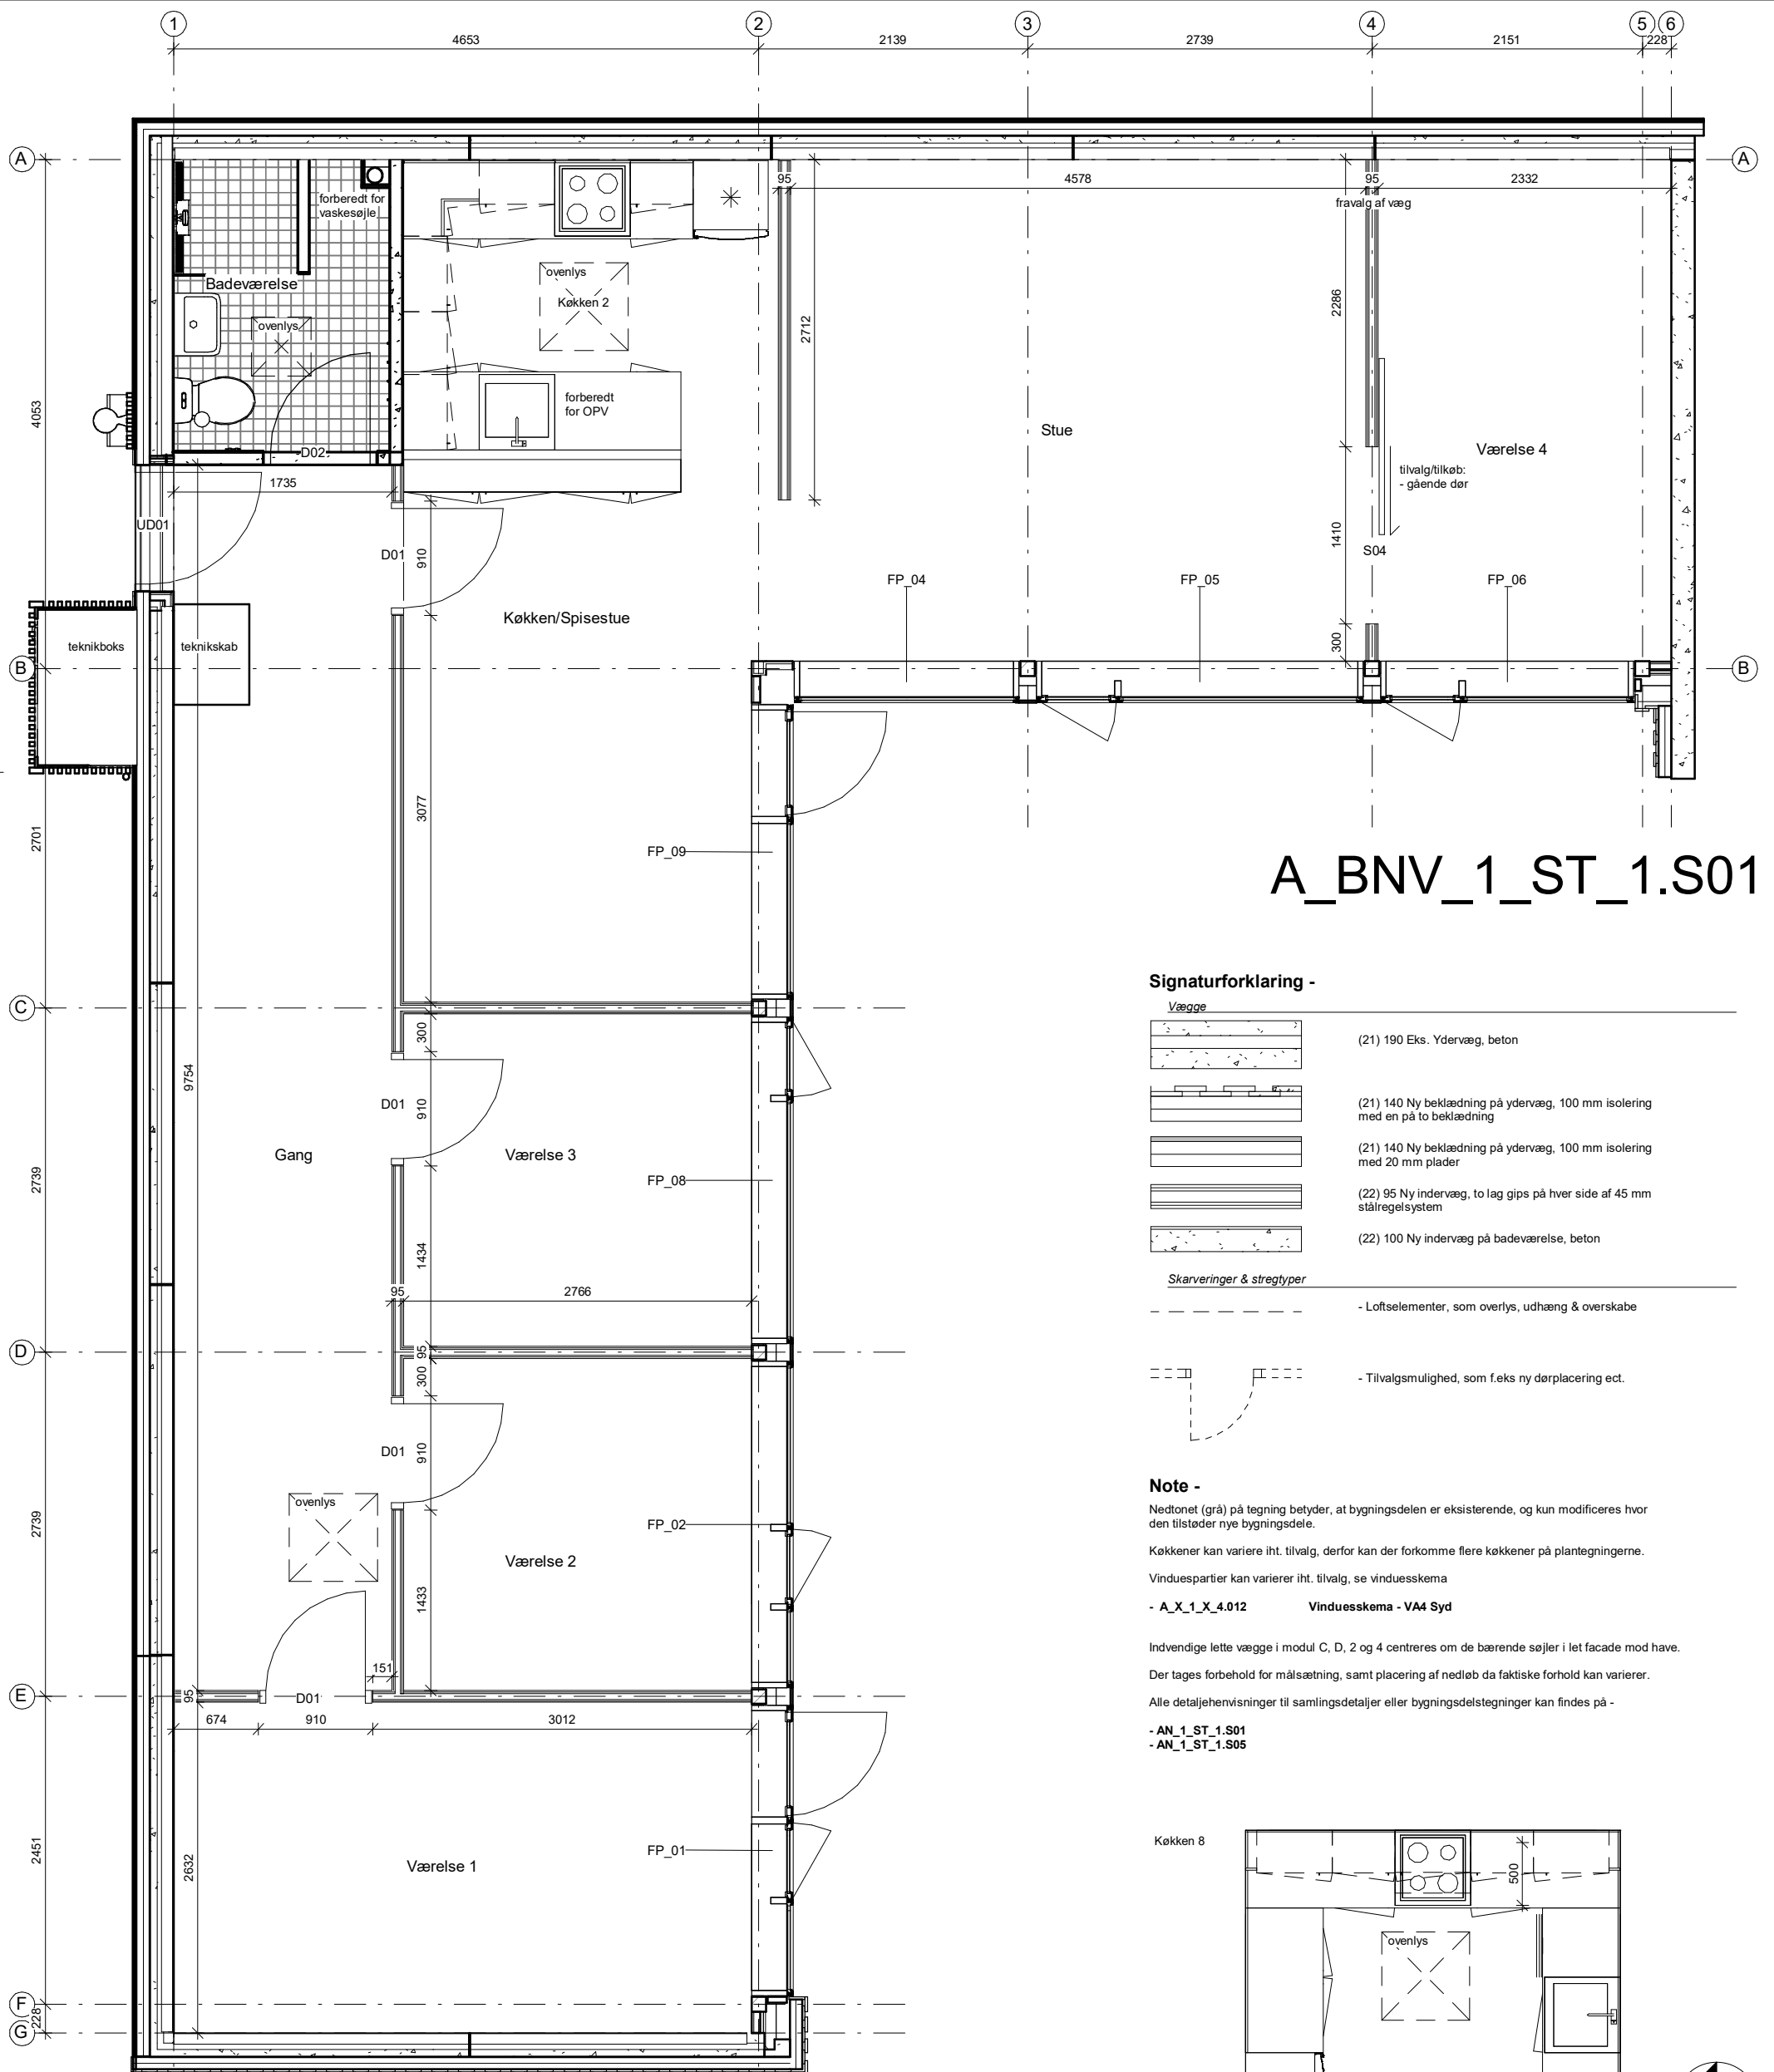 1
2
3
4
5
6
4653
2139
2739
2151
228
A
A
95
4578
95
2332
fravalg af væg
forberedt for
vaskesøjle
Badeværelse
ovenlys
ovenlys
Køkken 2
2712
2286
4053
forberedt
for OPV
Stue
Værelse 4
D02
tilvalg/tilkøb:
- gående dør
1735
UD01
D01
910
1410
S04
FP_04
FP_05
FP_06
Køkken/Spisestue
teknikboks
teknikskab
300
B
B
2701
3077
FP_09
A_BNV_1_ST_1.S01
C
300
9754
D01
910
Gang
Værelse 3
FP_08
2739
1434
95
2766
D
95
300
D01
910
ovenlys
FP_02
2739
Værelse 2
1433
151
E
95
D01
674
910
3012
2451
2632
Værelse 1
FP_01
F
228
G
Signaturforklaring -
Vægge
(21) 190 Eks. Ydervæg, beton
(21) 140 Ny beklædning på ydervæg, 100 mm isolering
med en på to beklædning
(21) 140 Ny beklædning på ydervæg, 100 mm isolering
med 20 mm plader
(22) 95 Ny indervæg, to lag gips på hver side af 45 mm
stålregelsystem
(22) 100 Ny indervæg på badeværelse, beton
Skarveringer & stregtyper
- Loftselementer, som overlys, udhæng & overskabe
- Tilvalgsmulighed, som f.eks ny dørplacering ect.
Note -
Nedtonet (grå) på tegning betyder, at bygningsdelen er eksisterende, og kun modificeres hvor
den tilstøder nye bygningsdele.
Køkkener kan variere iht. tilvalg, derfor kan der forkomme flere køkkener på plantegningerne.
Vinduespartier kan varierer iht. tilvalg, se vinduesskema
- A_X_1_X_4.012 Vinduesskema - VA4 Syd
Indvendige lette vægge i modul C, D, 2 og 4 centreres om de bærende søjler i let facade mod have.
Der tages forbehold for målsætning, samt placering af nedløb da faktiske forhold kan varierer.
Alle detaljehenvisninger til samlingsdetaljer eller bygningsdelstegninger kan findes på -
- AN_1_ST_1.S01
- AN_1_ST_1.S05
Køkken 8
500
ovenlys